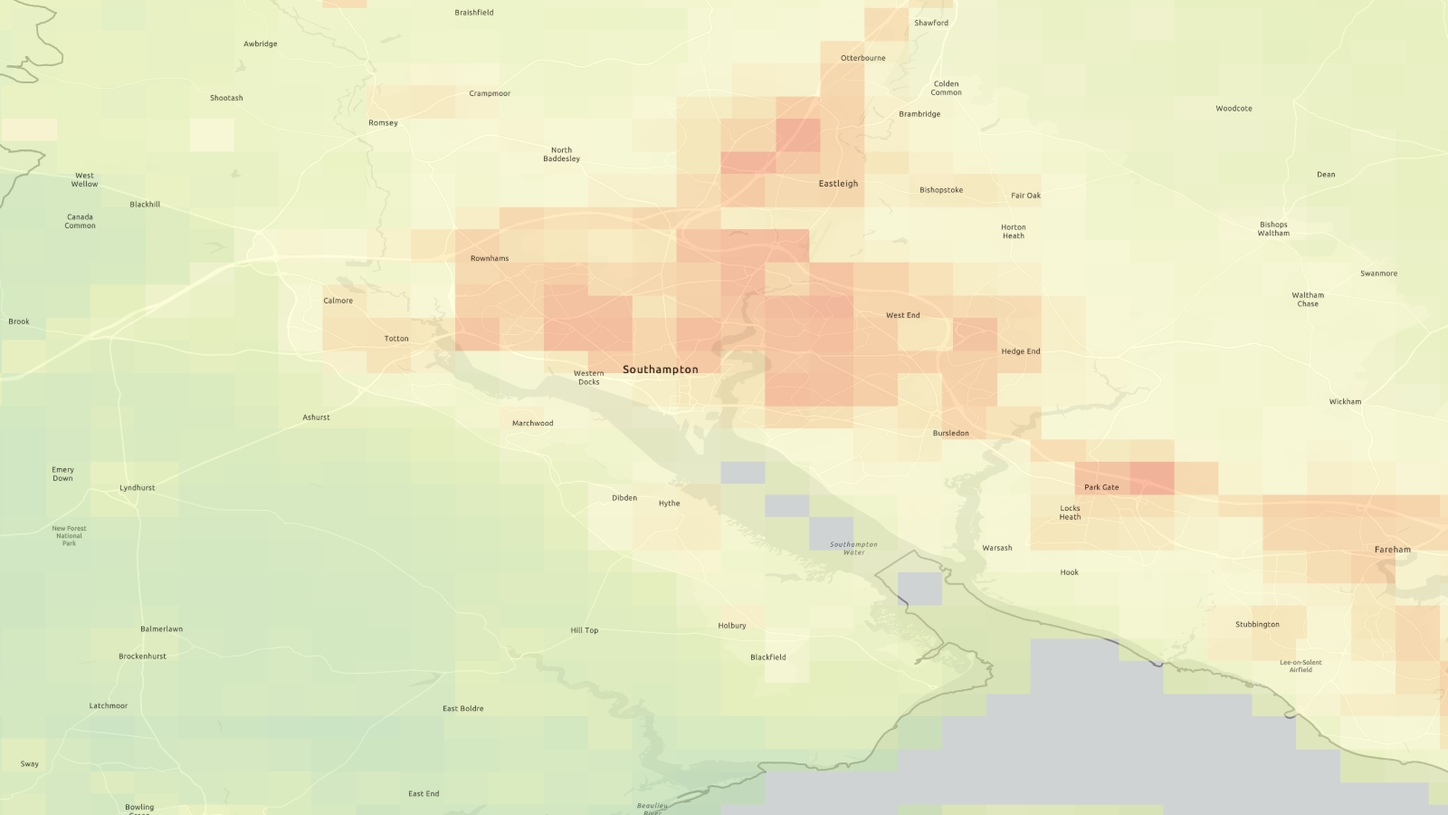 Braishfield
Shawford
Awbridge
Otterbourne
Colden
Common
Crampmoor
Shootash
Woodcote
Brambridge
Romsey
North
Baddesley
West
Wellow
Dean
Eastleigh
Bishopstoke
Fair Oak
Blackhill
Canada
Common
Bishops
Waltham
Horton
Heath
Rownhams
Swanmore
Calmore
Waltham
Chase
West End
Brook
Totton
Hedge End
Southampton
Western
Docks
Wickham
Ashurst
Marchwood
Bursledon
Emery
Down
Lyndhurst
Park Gate
Dibden
Hythe
Locks
Heath
New Forest
National
Park
Southampton
Water
Warsash
Fareham
Hook
Balmerlawn
Hill Top
Holbury
Stubbington
Brockenhurst
Blackfield
Lee-on-Solent
Airfield
Latchmoor
East Boldre
Sway
East End
Bowling
Green
Beaulieu
River